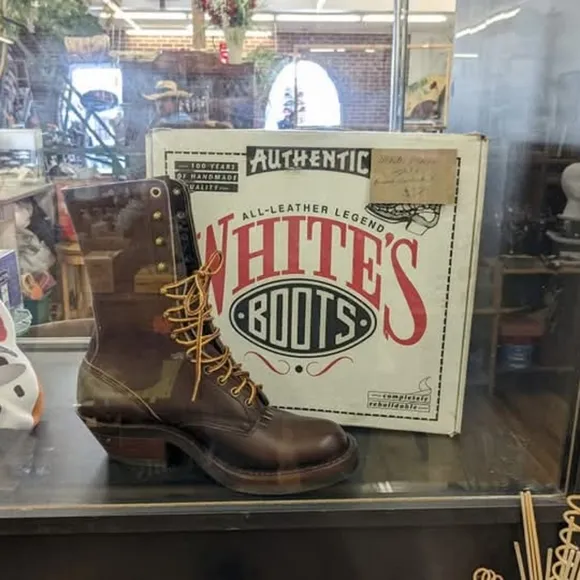 AUTHENTIC
100 YEARS
OF HANDMADE
QUALITY
ALL-LEATHER LEGEND
WHITE'S
BOOTS
completely
rebuildable